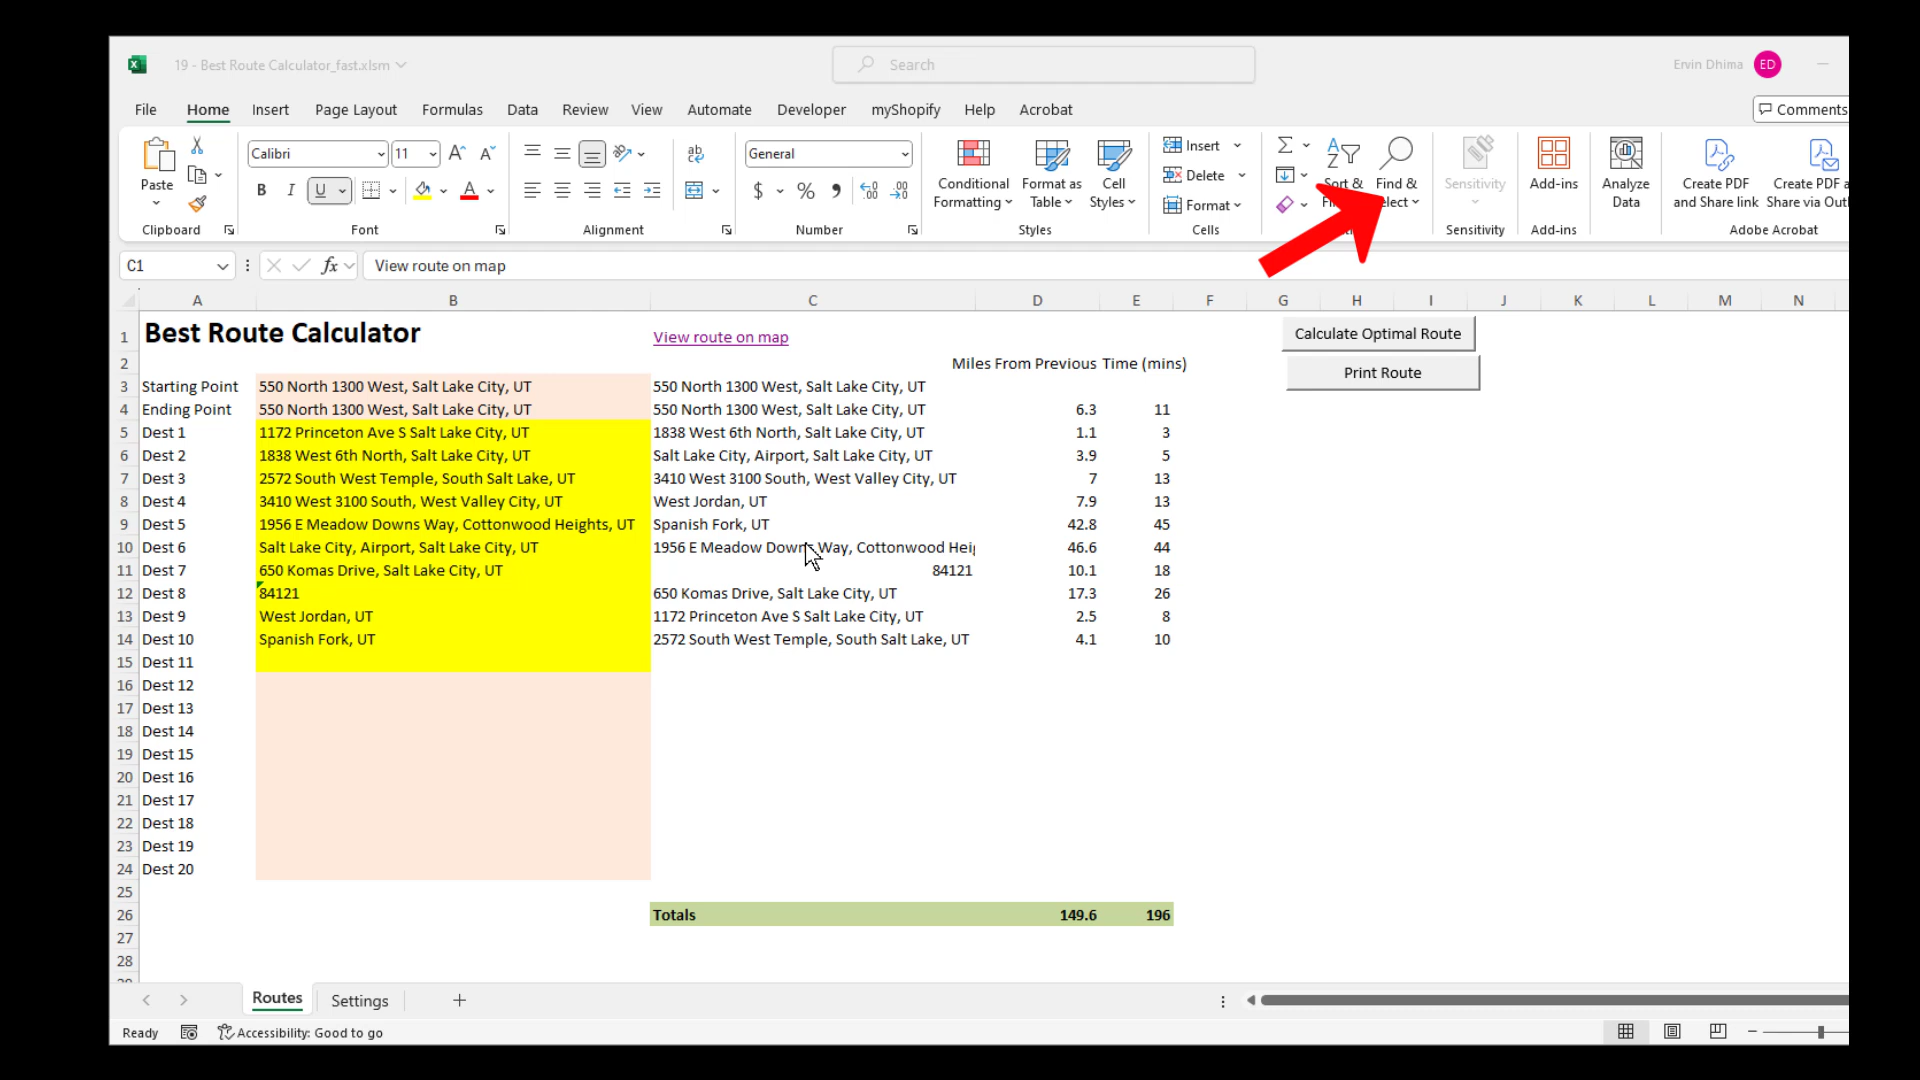 19 - Best Route Calculator_fast.xlsm
Search
Ervin Dhima
ED
File Home Insert Page Layout Formulas Data Review View Automate Developer myShopify Help Acrobat
Comments
Paste
Clipboard
Calibri 11
B I U
Font
Alignment
General
$ % 9
Number
Conditional Formatting
Format as Table
Cell Styles
Styles
Insert
Delete
Format
Cells
Sort &
Find &
Sensitivity
Sensitivity
Add-ins
Add-ins
Analyze Data
Create PDF and Share link
Create PDF
Share via
Adobe Acrobat
C1 fx View route on map
A B C D E F G H I J K L M N
1 Best Route Calculator View route on map Calculate Optimal Route
2 Miles From Previous Time (mins) Print Route
3 Starting Point 550 North 1300 West, Salt Lake City, UT 550 North 1300 West, Salt Lake City, UT
4 Ending Point 550 North 1300 West, Salt Lake City, UT 550 North 1300 West, Salt Lake City, UT 6.3 11
5 Dest 1 1172 Princeton Ave S Salt Lake City, UT 1838 West 6th North, Salt Lake City, UT 1.1 3
6 Dest 2 1838 West 6th North, Salt Lake City, UT Salt Lake City, Airport, Salt Lake City, UT 3.9 5
7 Dest 3 2572 South West Temple, South Salt Lake, UT 3410 West 3100 South, West Valley City, UT 7 13
8 Dest 4 3410 West 3100 South, West Valley City, UT West Jordan, UT 7.9 13
9 Dest 5 1956 E Meadow Downs Way, Cottonwood Heights, UT Spanish Fork, UT 42.8 45
10 Dest 6 Salt Lake City, Airport, Salt Lake City, UT 1956 E Meadow Downs Way, Cottonwood Hei 46.6 44
11 Dest 7 650 Komas Drive, Salt Lake City, UT 84121 10.1 18
12 Dest 8 84121 650 Komas Drive, Salt Lake City, UT 17.3 26
13 Dest 9 West Jordan, UT 1172 Princeton Ave S Salt Lake City, UT 2.5 8
14 Dest 10 Spanish Fork, UT 2572 South West Temple, South Salt Lake, UT 4.1 10
15 Dest 11
16 Dest 12
17 Dest 13
18 Dest 14
19 Dest 15
20 Dest 16
21 Dest 17
22 Dest 18
23 Dest 19
24 Dest 20
25
26 Totals 149.6 196
27
28
Routes Settings
Ready Accessibility: Good to go